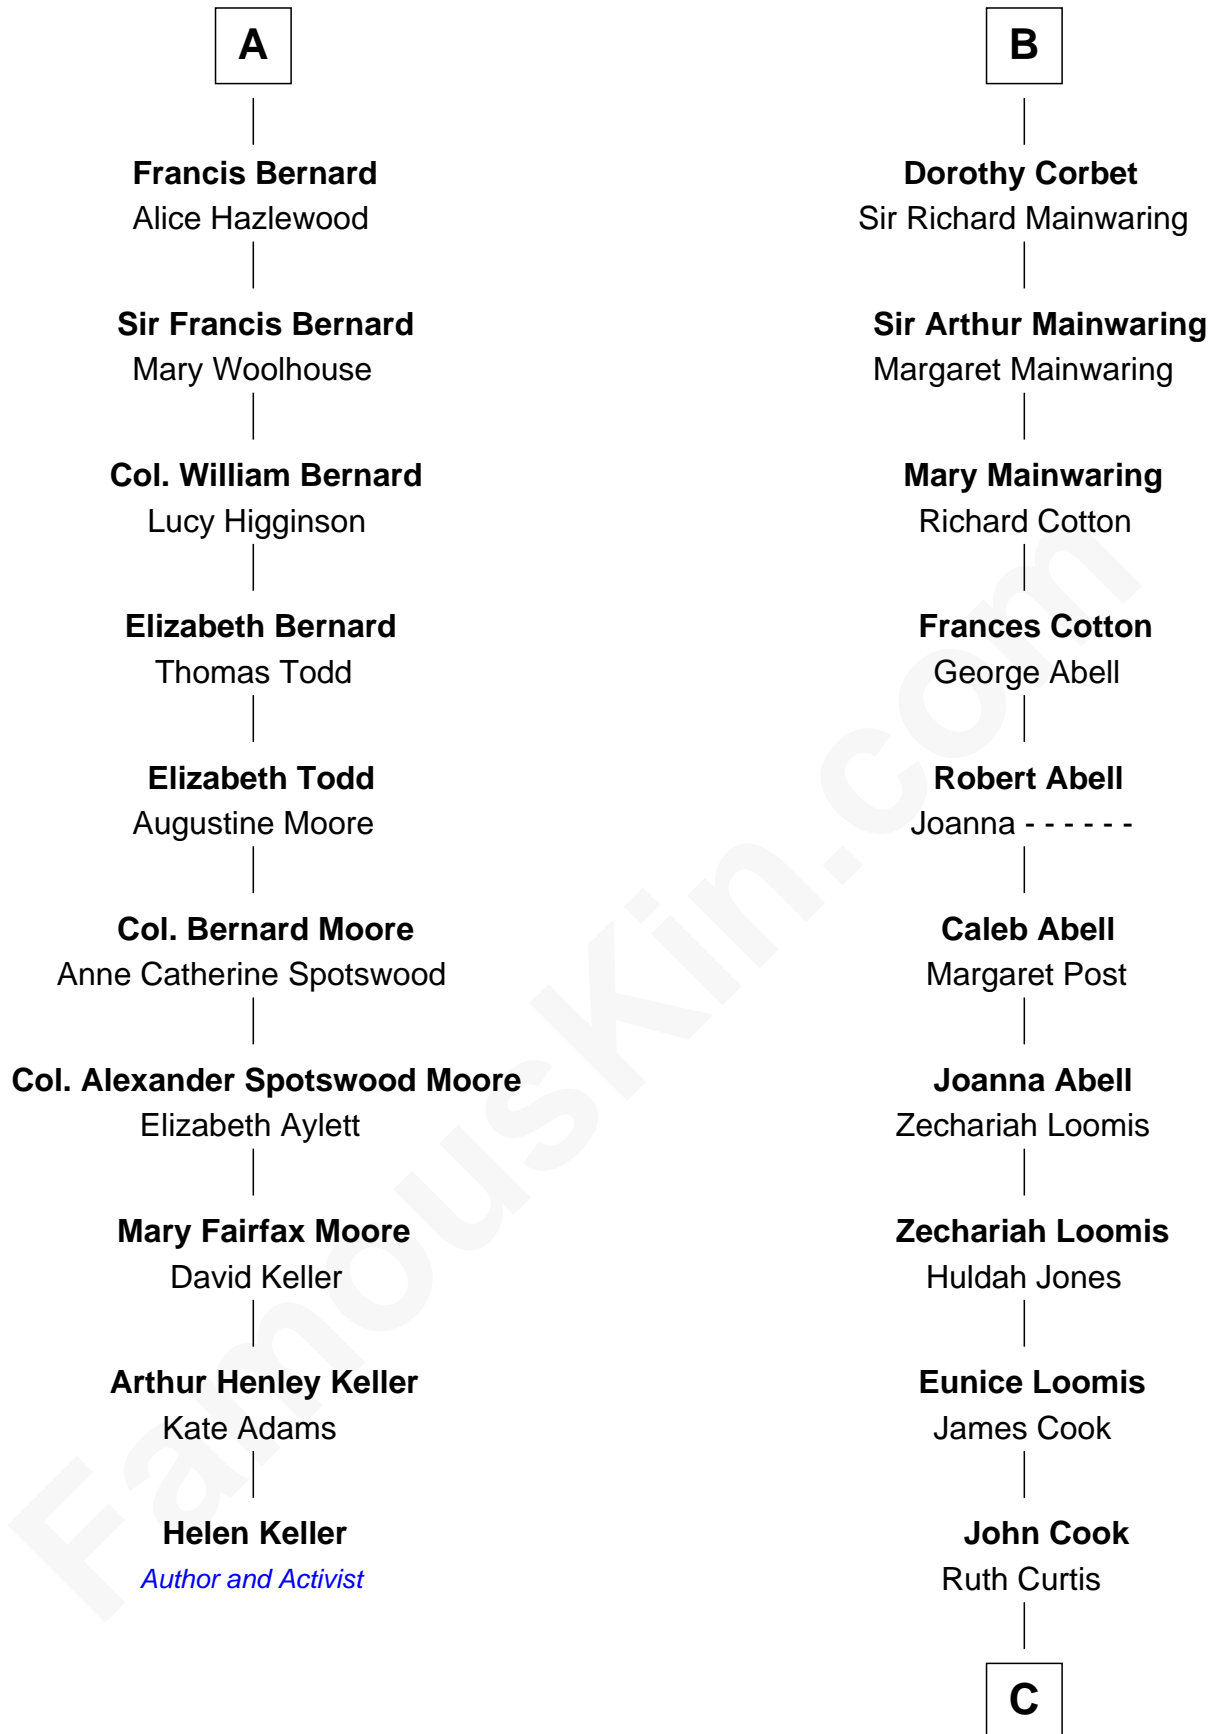 A
Francis Bernard
Alice Hazlewood
Sir Francis Bernard
Mary Woolhouse
Col. William Bernard
Lucy Higginson
Elizabeth Bernard
Thomas Todd
Elizabeth Todd
Augustine Moore
Col. Bernard Moore
Anne Catherine Spotswood
Col. Alexander Spotswood Moore
Elizabeth Aylett
Mary Fairfax Moore
David Keller
Arthur Henley Keller
Kate Adams
Helen Keller
Author and Activist
B
Dorothy Corbet
Sir Richard Mainwaring
Sir Arthur Mainwaring
Margaret Mainwaring
Mary Mainwaring
Richard Cotton
Frances Cotton
George Abell
Robert Abell
Joanna - - - - - -
Caleb Abell
Margaret Post
Joanna Abell
Zechariah Loomis
Zechariah Loomis
Huldah Jones
Eunice Loomis
James Cook
John Cook
Ruth Curtis
C
FamousKin.com